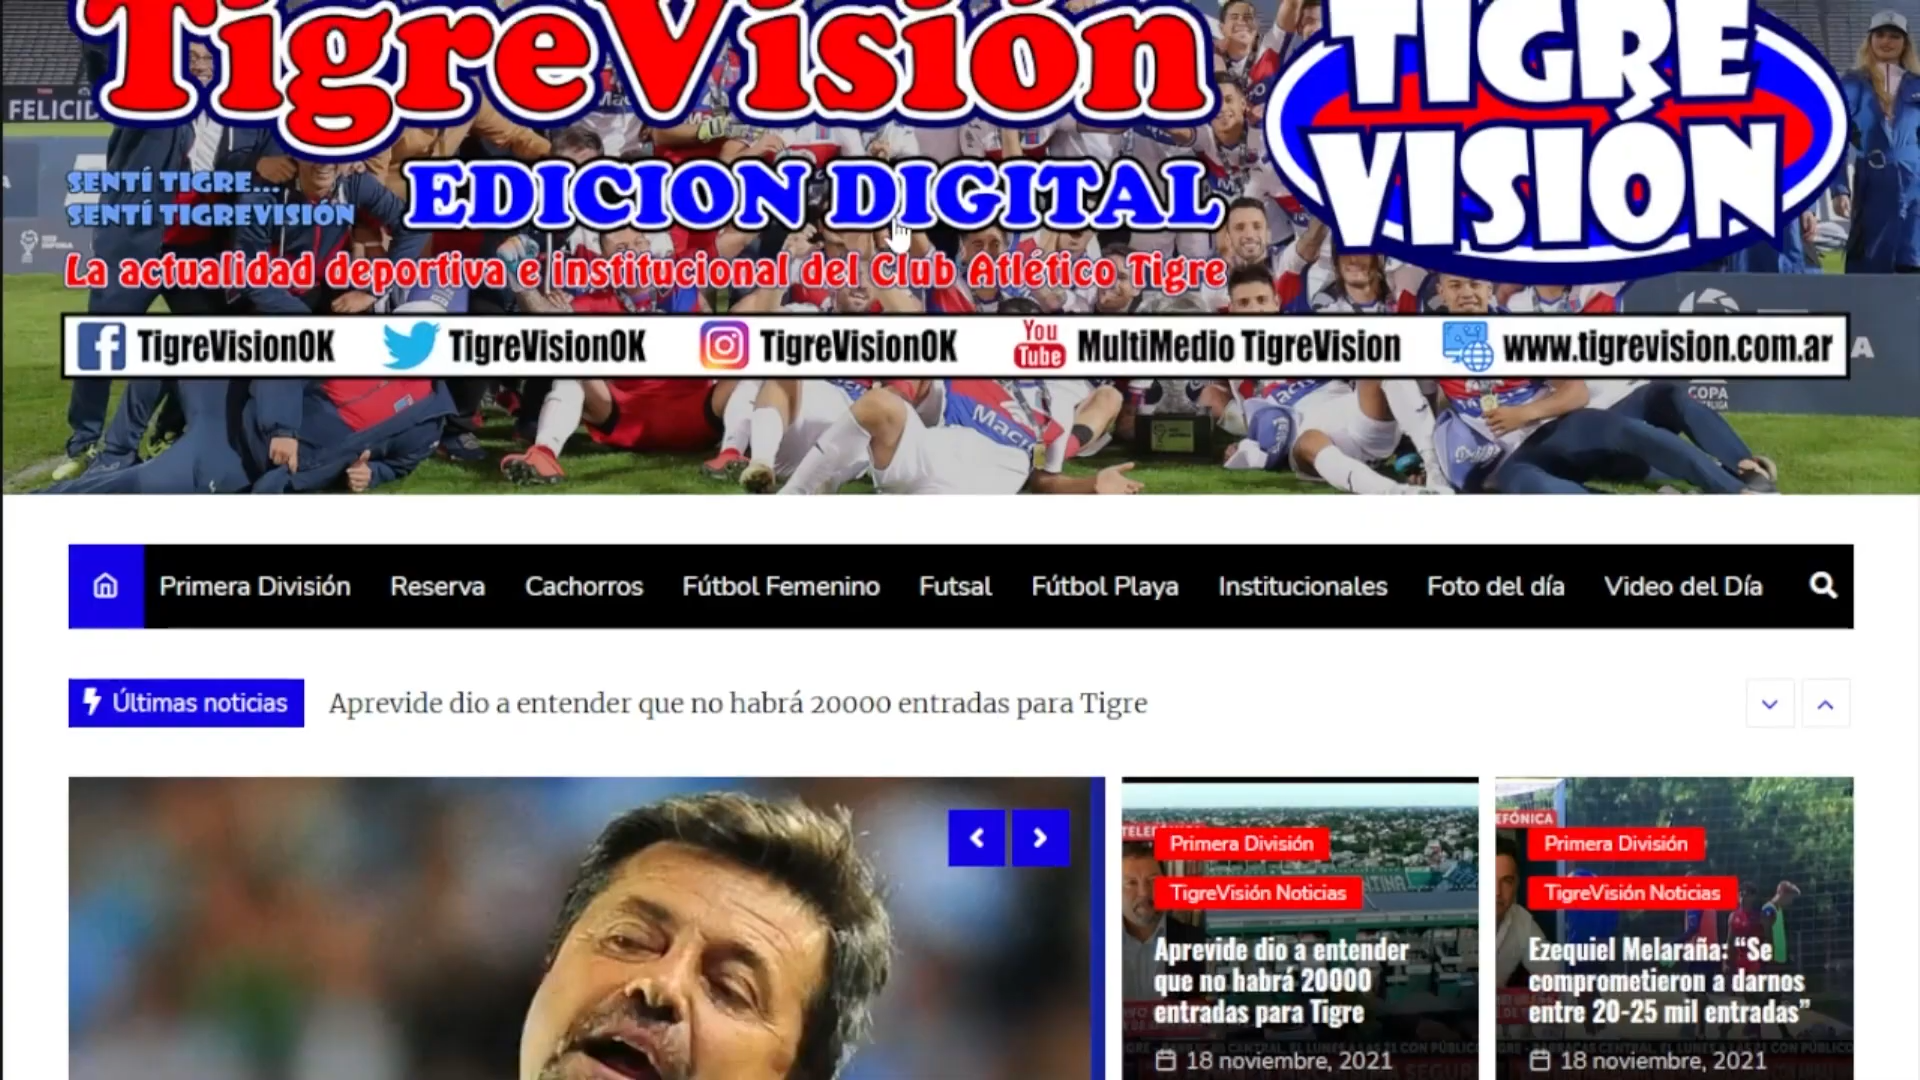 TigreVisión
TIGRE
VISIÓN
FELICID
SENTÍ TIGRE...
SENTÍ TIGREVISIÓN
EDICION DIGITAL
La actualidad deportiva e institucional del Club Atlético Tigre
TigreVisionOK
TigreVisionOK
TigreVisionOK
You
Tube
MultiMedio TigreVision
www.tigrevision.com.ar
COPA
Macro
Primera División
Reserva
Cachorros
Fútbol Femenino
Futsal
Fútbol Playa
Institucionales
Foto del día
Video del Día
Últimas noticias
Aprevide dio a entender que no habrá 20000 entradas para Tigre
Primera División
TigreVisión Noticias
Aprevide dio a entender
que no habrá 20000
entradas para Tigre
18 noviembre, 2021
EFÓNICA
Primera División
TigreVisión Noticias
Ezequiel Melaraña: “Se
comprometieron a darnos
entre 20-25 mil entradas”
18 noviembre, 2021